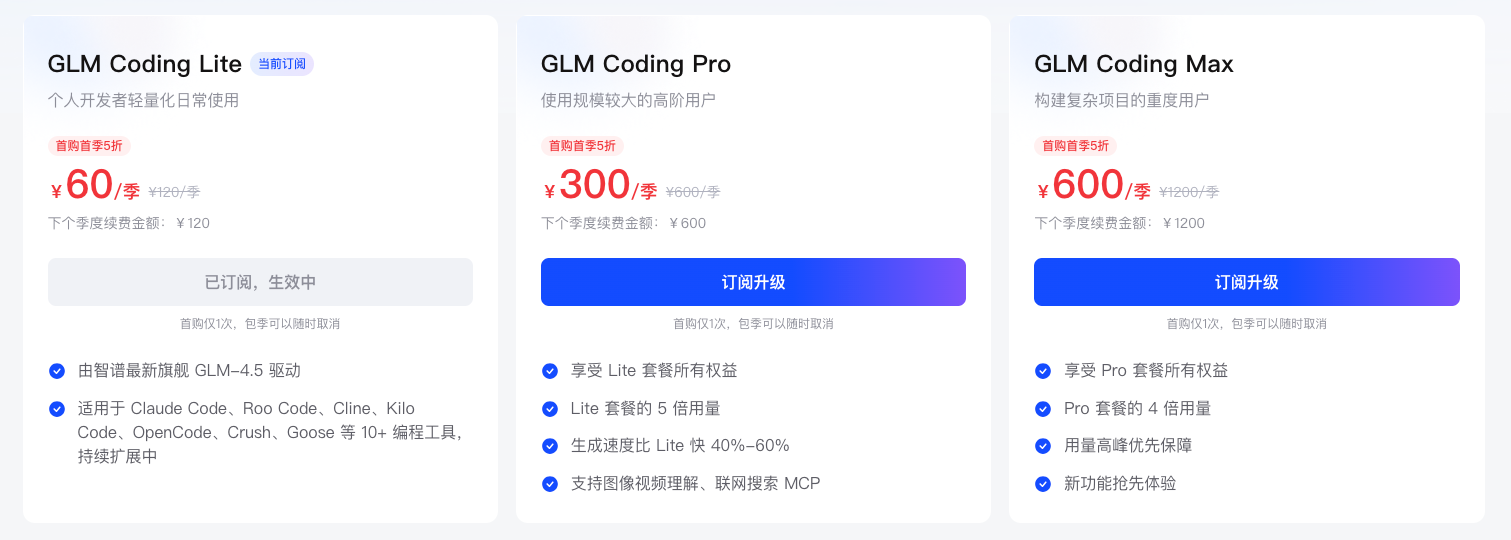 GLM Coding Lite 当前订阅
个人开发者轻量化日常使用
首购首季5折
¥60/季 ¥120/季
下个季度续费金额：¥120
已订阅，生效中
首购仅1次，包季可以随时取消
由智谱最新旗舰 GLM-4.5 驱动
适用于 Claude Code、Roo Code、Cline、Kilo
Code、OpenCode、Crush、Goose 等 10+ 编程工具，
持续扩展中
GLM Coding Pro
使用规模较大的高阶用户
首购首季5折
¥300/季 ¥600/季
下个季度续费金额：¥600
订阅升级
首购仅1次，包季可以随时取消
享受 Lite 套餐所有权益
Lite 套餐的 5 倍用量
生成速度比 Lite 快 40%-60%
支持图像视频理解、联网搜索 MCP
GLM Coding Max
构建复杂项目的重度用户
首购首季5折
¥600/季 ¥1200/季
下个季度续费金额：¥1200
订阅升级
首购仅1次，包季可以随时取消
享受 Pro 套餐所有权益
Pro 套餐的 4 倍用量
用量高峰优先保障
新功能抢先体验